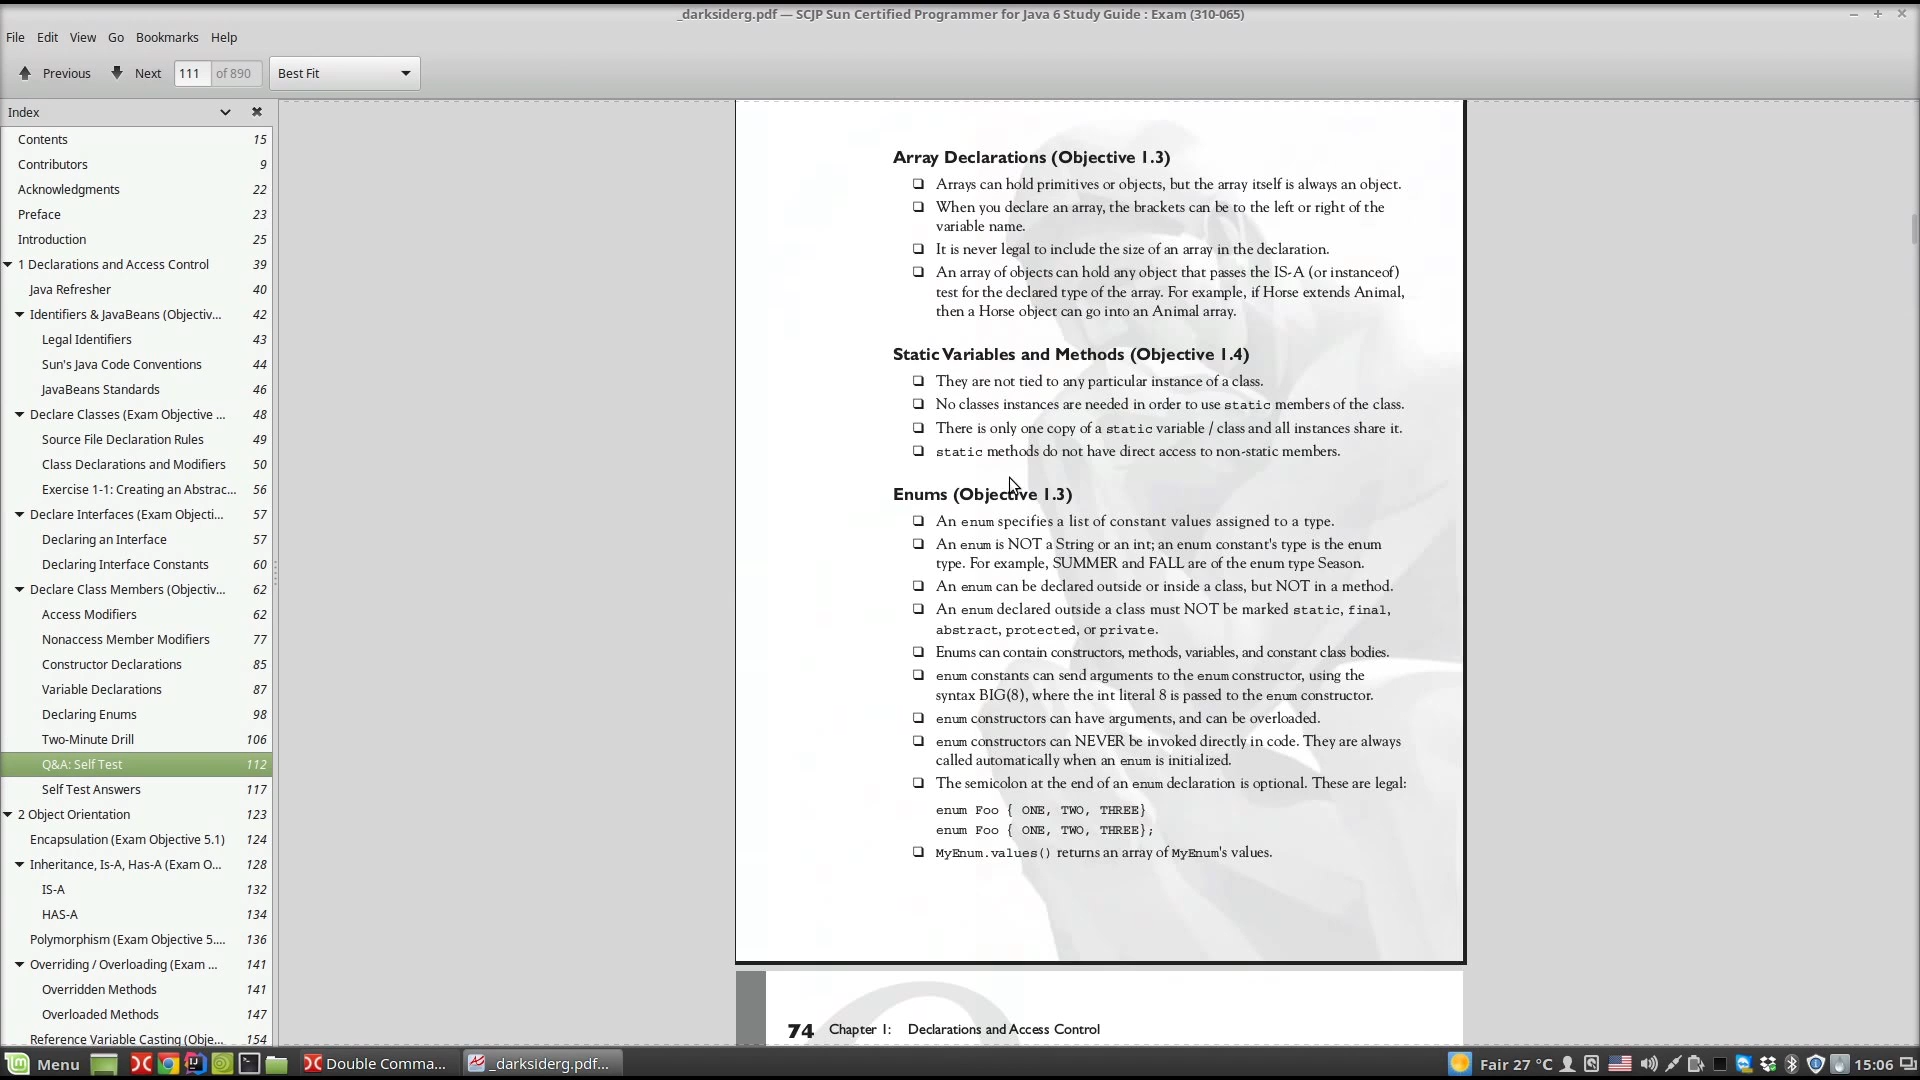 _darksiderg.pdf — SCJP Sun Certified Programmer for Java 6 Study Guide : Exam (310-065)
File Edit View Go Bookmarks Help
Previous Next 111 of 890 Best Fit
Index
Contents 15
Contributors 9
Acknowledgments 22
Preface 23
Introduction 25
1 Declarations and Access Control 39
Java Refresher 40
Identifiers & JavaBeans (Objectiv... 42
Legal Identifiers 43
Sun's Java Code Conventions 44
JavaBeans Standards 46
Declare Classes (Exam Objective ... 48
Source File Declaration Rules 49
Class Declarations and Modifiers 50
Exercise 1-1: Creating an Abstrac... 56
Declare Interfaces (Exam Objecti... 57
Declaring an Interface 57
Declaring Interface Constants 60
Declare Class Members (Objectiv... 62
Access Modifiers 62
Nonaccess Member Modifiers 77
Constructor Declarations 85
Variable Declarations 87
Declaring Enums 98
Two-Minute Drill 106
Q&A: Self Test 112
Self Test Answers 117
2 Object Orientation 123
Encapsulation (Exam Objective 5.1) 124
Inheritance, Is-A, Has-A (Exam O... 128
IS-A 132
HAS-A 134
Polymorphism (Exam Objective 5.... 136
Overriding / Overloading (Exam ... 141
Overridden Methods 141
Overloaded Methods 147
Reference Variable Casting (Obje... 154
Array Declarations (Objective 1.3)
Arrays can hold primitives or objects, but the array itself is always an object.
When you declare an array, the brackets can be to the left or right of the
variable name.
It is never legal to include the size of an array in the declaration.
An array of objects can hold any object that passes the IS-A (or instanceof)
test for the declared type of the array. For example, if Horse extends Animal,
then a Horse object can go into an Animal array.
Static Variables and Methods (Objective 1.4)
They are not tied to any particular instance of a class.
No classes instances are needed in order to use static members of the class.
There is only one copy of a static variable / class and all instances share it.
static methods do not have direct access to non-static members.
Enums (Objective 1.3)
An enum specifies a list of constant values assigned to a type.
An enum is NOT a String or an int; an enum constant's type is the enum
type. For example, SUMMER and FALL are of the enum type Season.
An enum can be declared outside or inside a class, but NOT in a method.
An enum declared outside a class must NOT be marked static, final,
abstract, protected, or private.
Enums can contain constructors, methods, variables, and constant class bodies.
enum constants can send arguments to the enum constructor, using the
syntax BIG(8), where the int literal 8 is passed to the enum constructor.
enum constructors can have arguments, and can be overloaded.
enum constructors can NEVER be invoked directly in code. They are always
called automatically when an enum is initialized.
The semicolon at the end of an enum declaration is optional. These are legal:
enum Foo { ONE, TWO, THREE}
enum Foo { ONE, TWO, THREE};
MyEnum.values() returns an array of MyEnum's values.
74 Chapter 1: Declarations and Access Control
Menu Double Comma... _darksiderg.pdf... Fair 27 °C 15:06